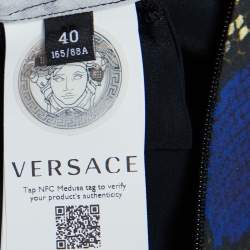 40
165/88A
VERSACE
Tap NFC Medusa tag to verify
your product's authenticity